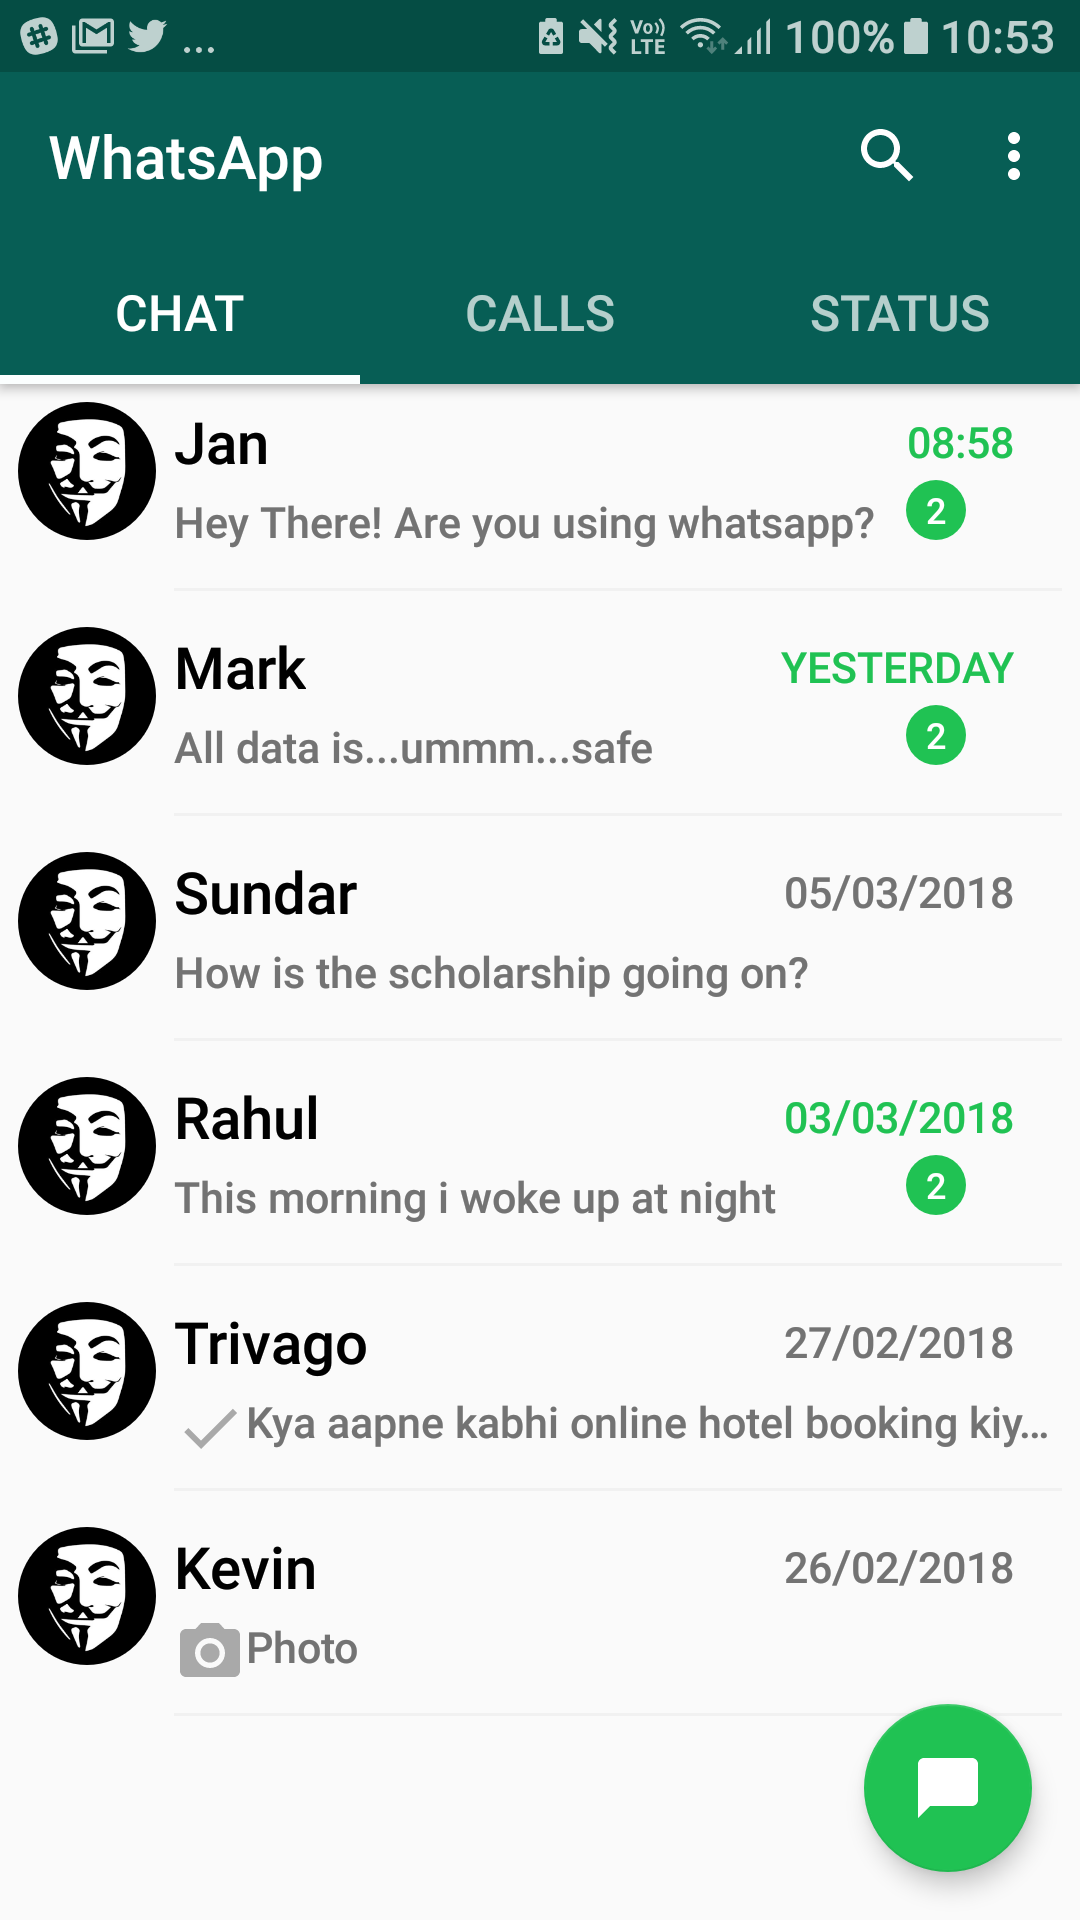 ... Vo)) LTE 100% 10:53
WhatsApp
CHAT CALLS STATUS
Jan 08:58
Hey There! Are you using whatsapp? 2
Mark YESTERDAY
All data is...ummm...safe 2
Sundar 05/03/2018
How is the scholarship going on?
Rahul 03/03/2018
This morning i woke up at night 2
Trivago 27/02/2018
Kya aapne kabhi online hotel booking kiy...
Kevin 26/02/2018
Photo